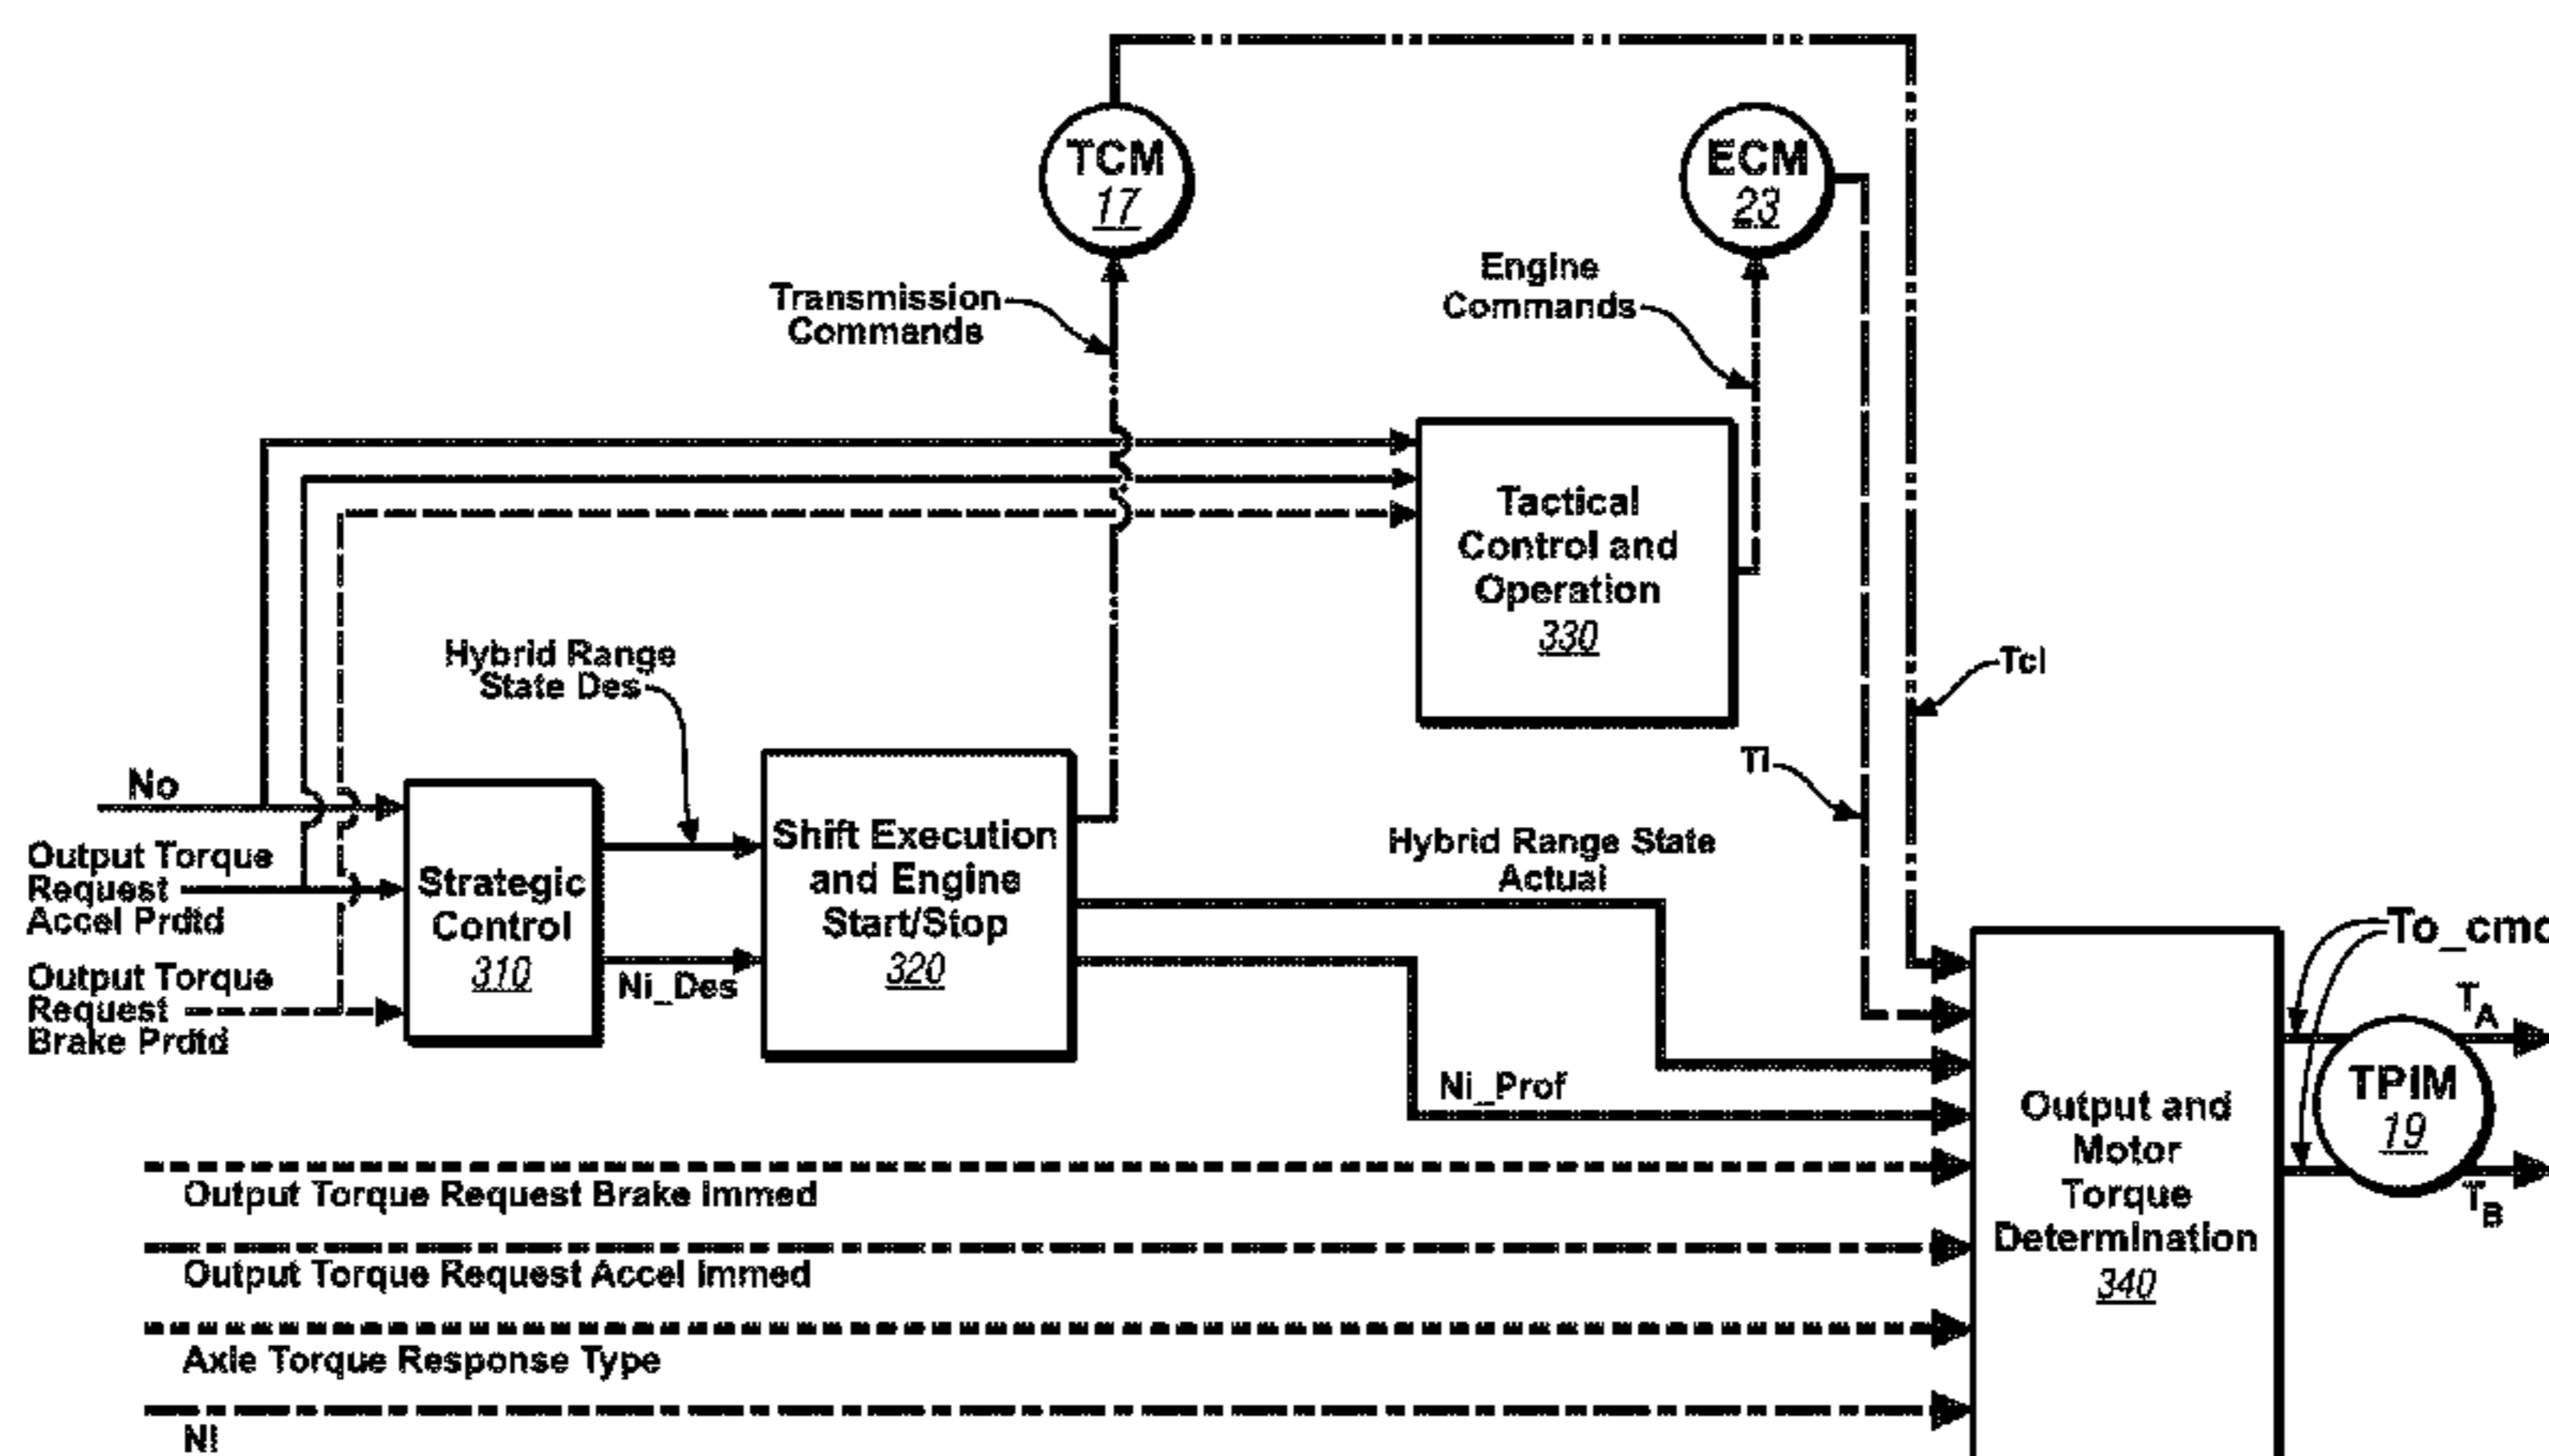 TCM
17
ECM
23
Transmission
Commands
Engine
Commands
Tactical
Control and
Operation
330
Hybrid Range
State Des
Tcl
Ti
No
Output Torque
Request
Accel Prdtd
Output Torque
Request
Brake Prdtd
Strategic
Control
310
Ni_Des
Shift Execution
and Engine
Start/Stop
320
Hybrid Range State
Actual
Ni_Prof
To_cmd
TA
TPIM
19
TB
Output and
Motor
Torque
Determination
340
Output Torque Request Brake Immed
Output Torque Request Accel Immed
Axle Torque Response Type
Ni